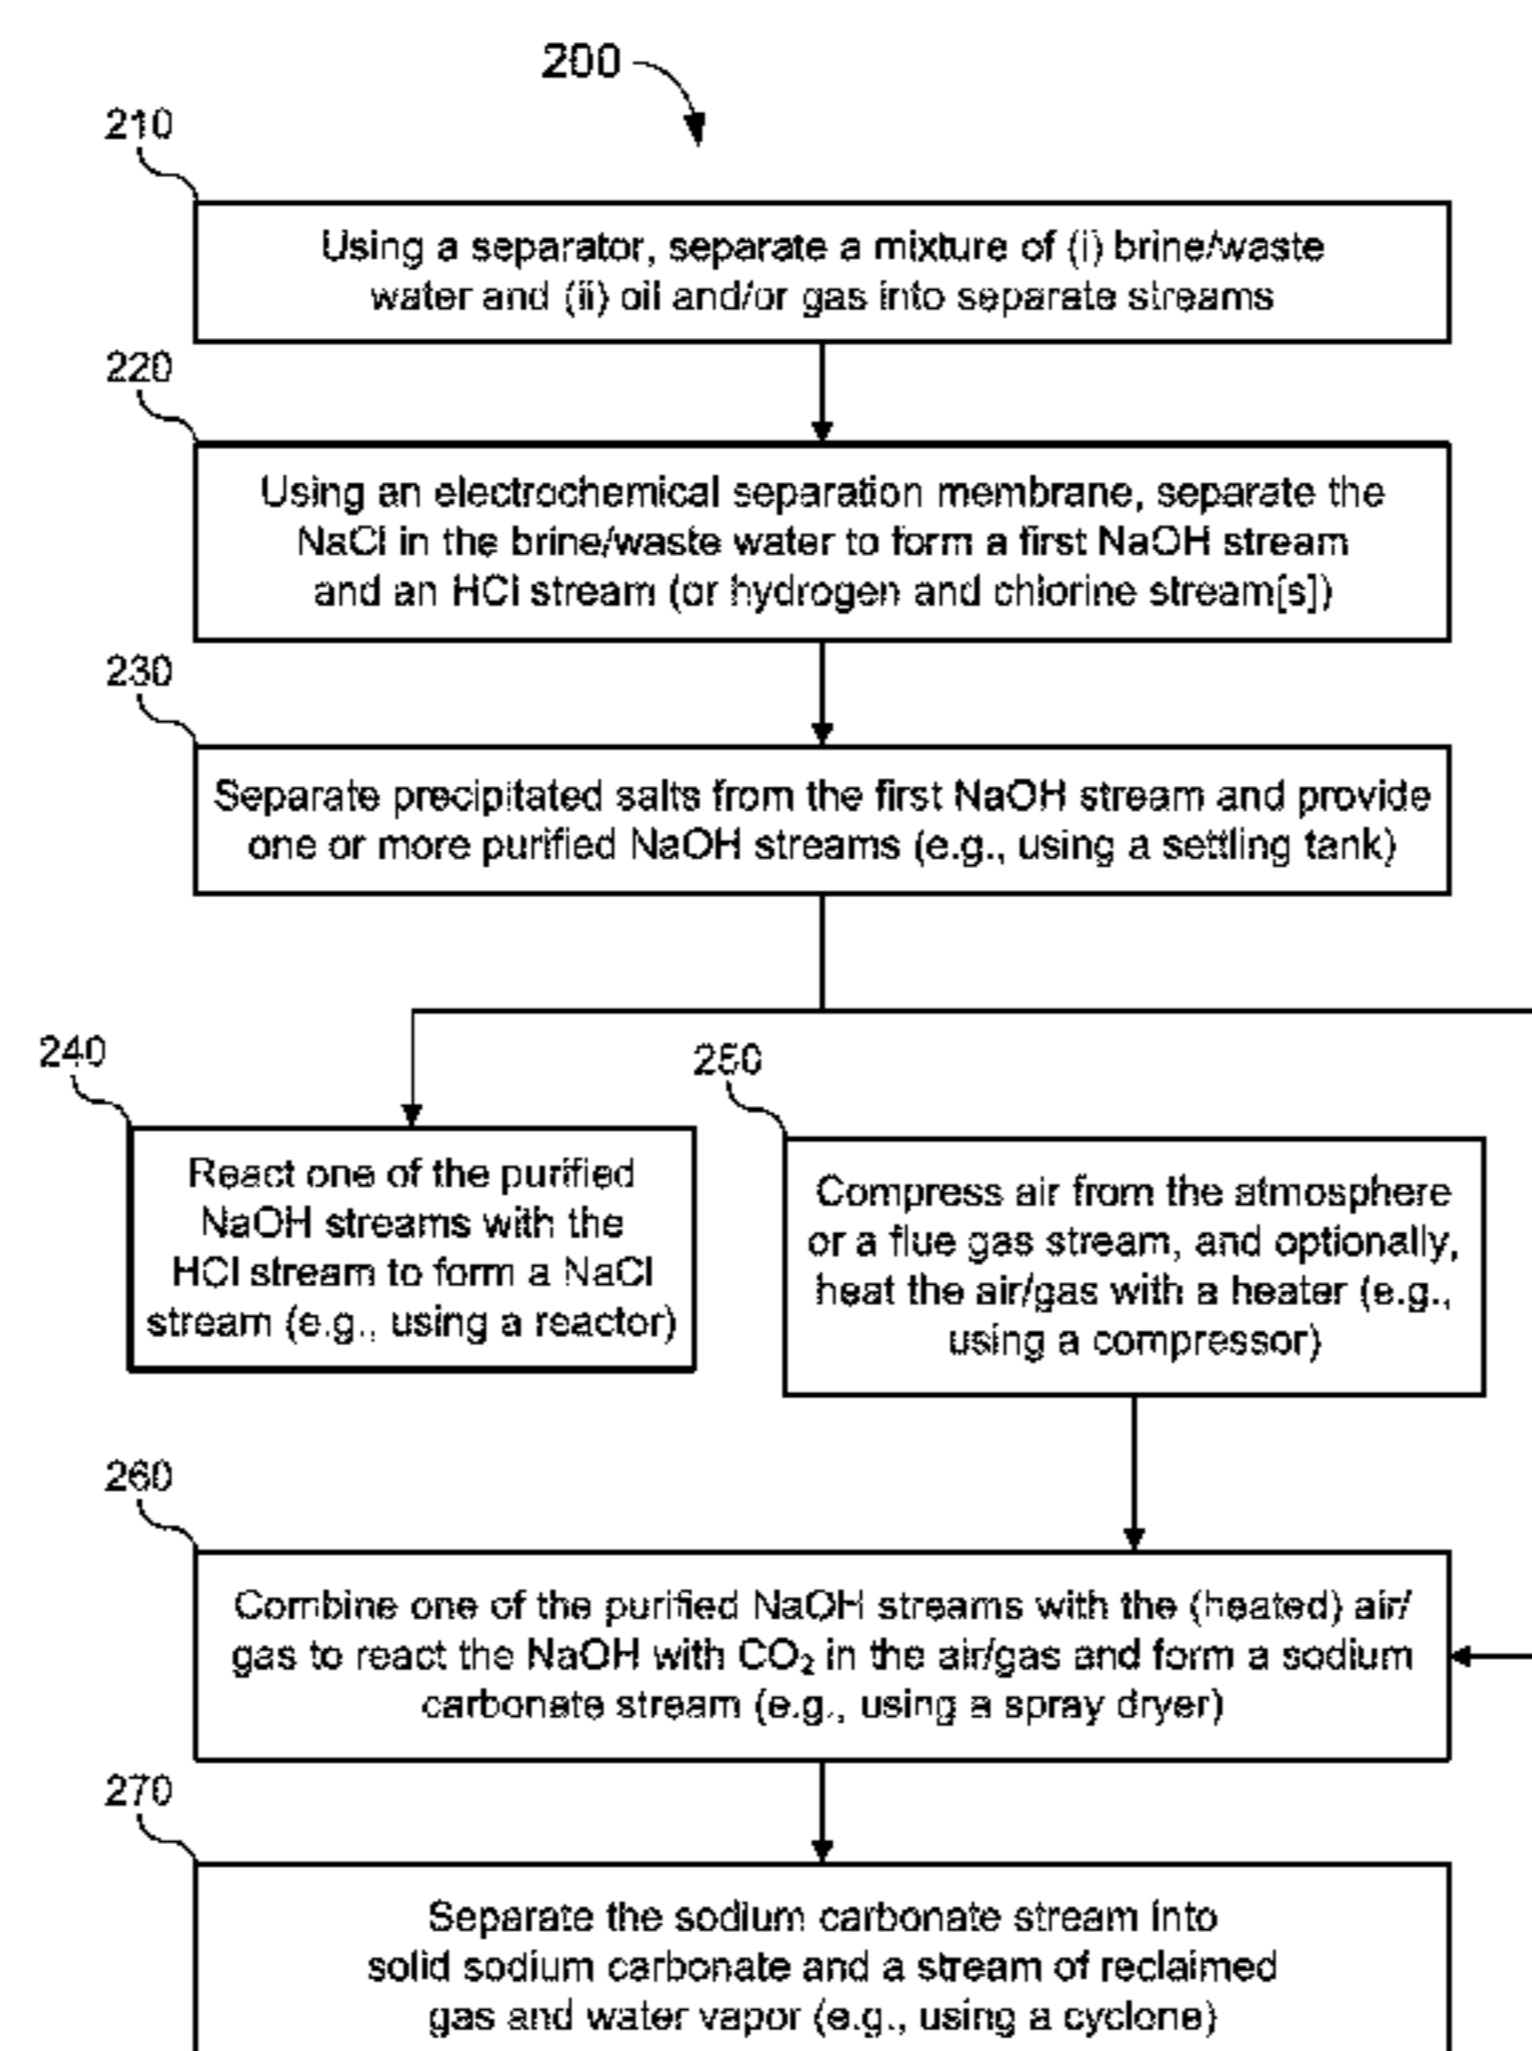 200
210
Using a separator, separate a mixture of (i) brine/waste
water and (ii) oil and/or gas into separate streams
220
Using an electrochemical separation membrane, separate the
NaCl in the brine/waste water to form a first NaOH stream
and an HCl stream (or hydrogen and chlorine stream[s])
230
Separate precipitated salts from the first NaOH stream and provide
one or more purified NaOH streams (e.g., using a settling tank)
240
React one of the purified
NaOH streams with the
HCl stream to form a NaCl
stream (e.g., using a reactor)
250
Compress air from the atmosphere
or a flue gas stream, and optionally,
heat the air/gas with a heater (e.g.,
using a compressor)
260
Combine one of the purified NaOH streams with the (heated) air/
gas to react the NaOH with CO₂ in the air/gas and form a sodium
carbonate stream (e.g., using a spray dryer)
270
Separate the sodium carbonate stream into
solid sodium carbonate and a stream of reclaimed
gas and water vapor (e.g., using a cyclone)